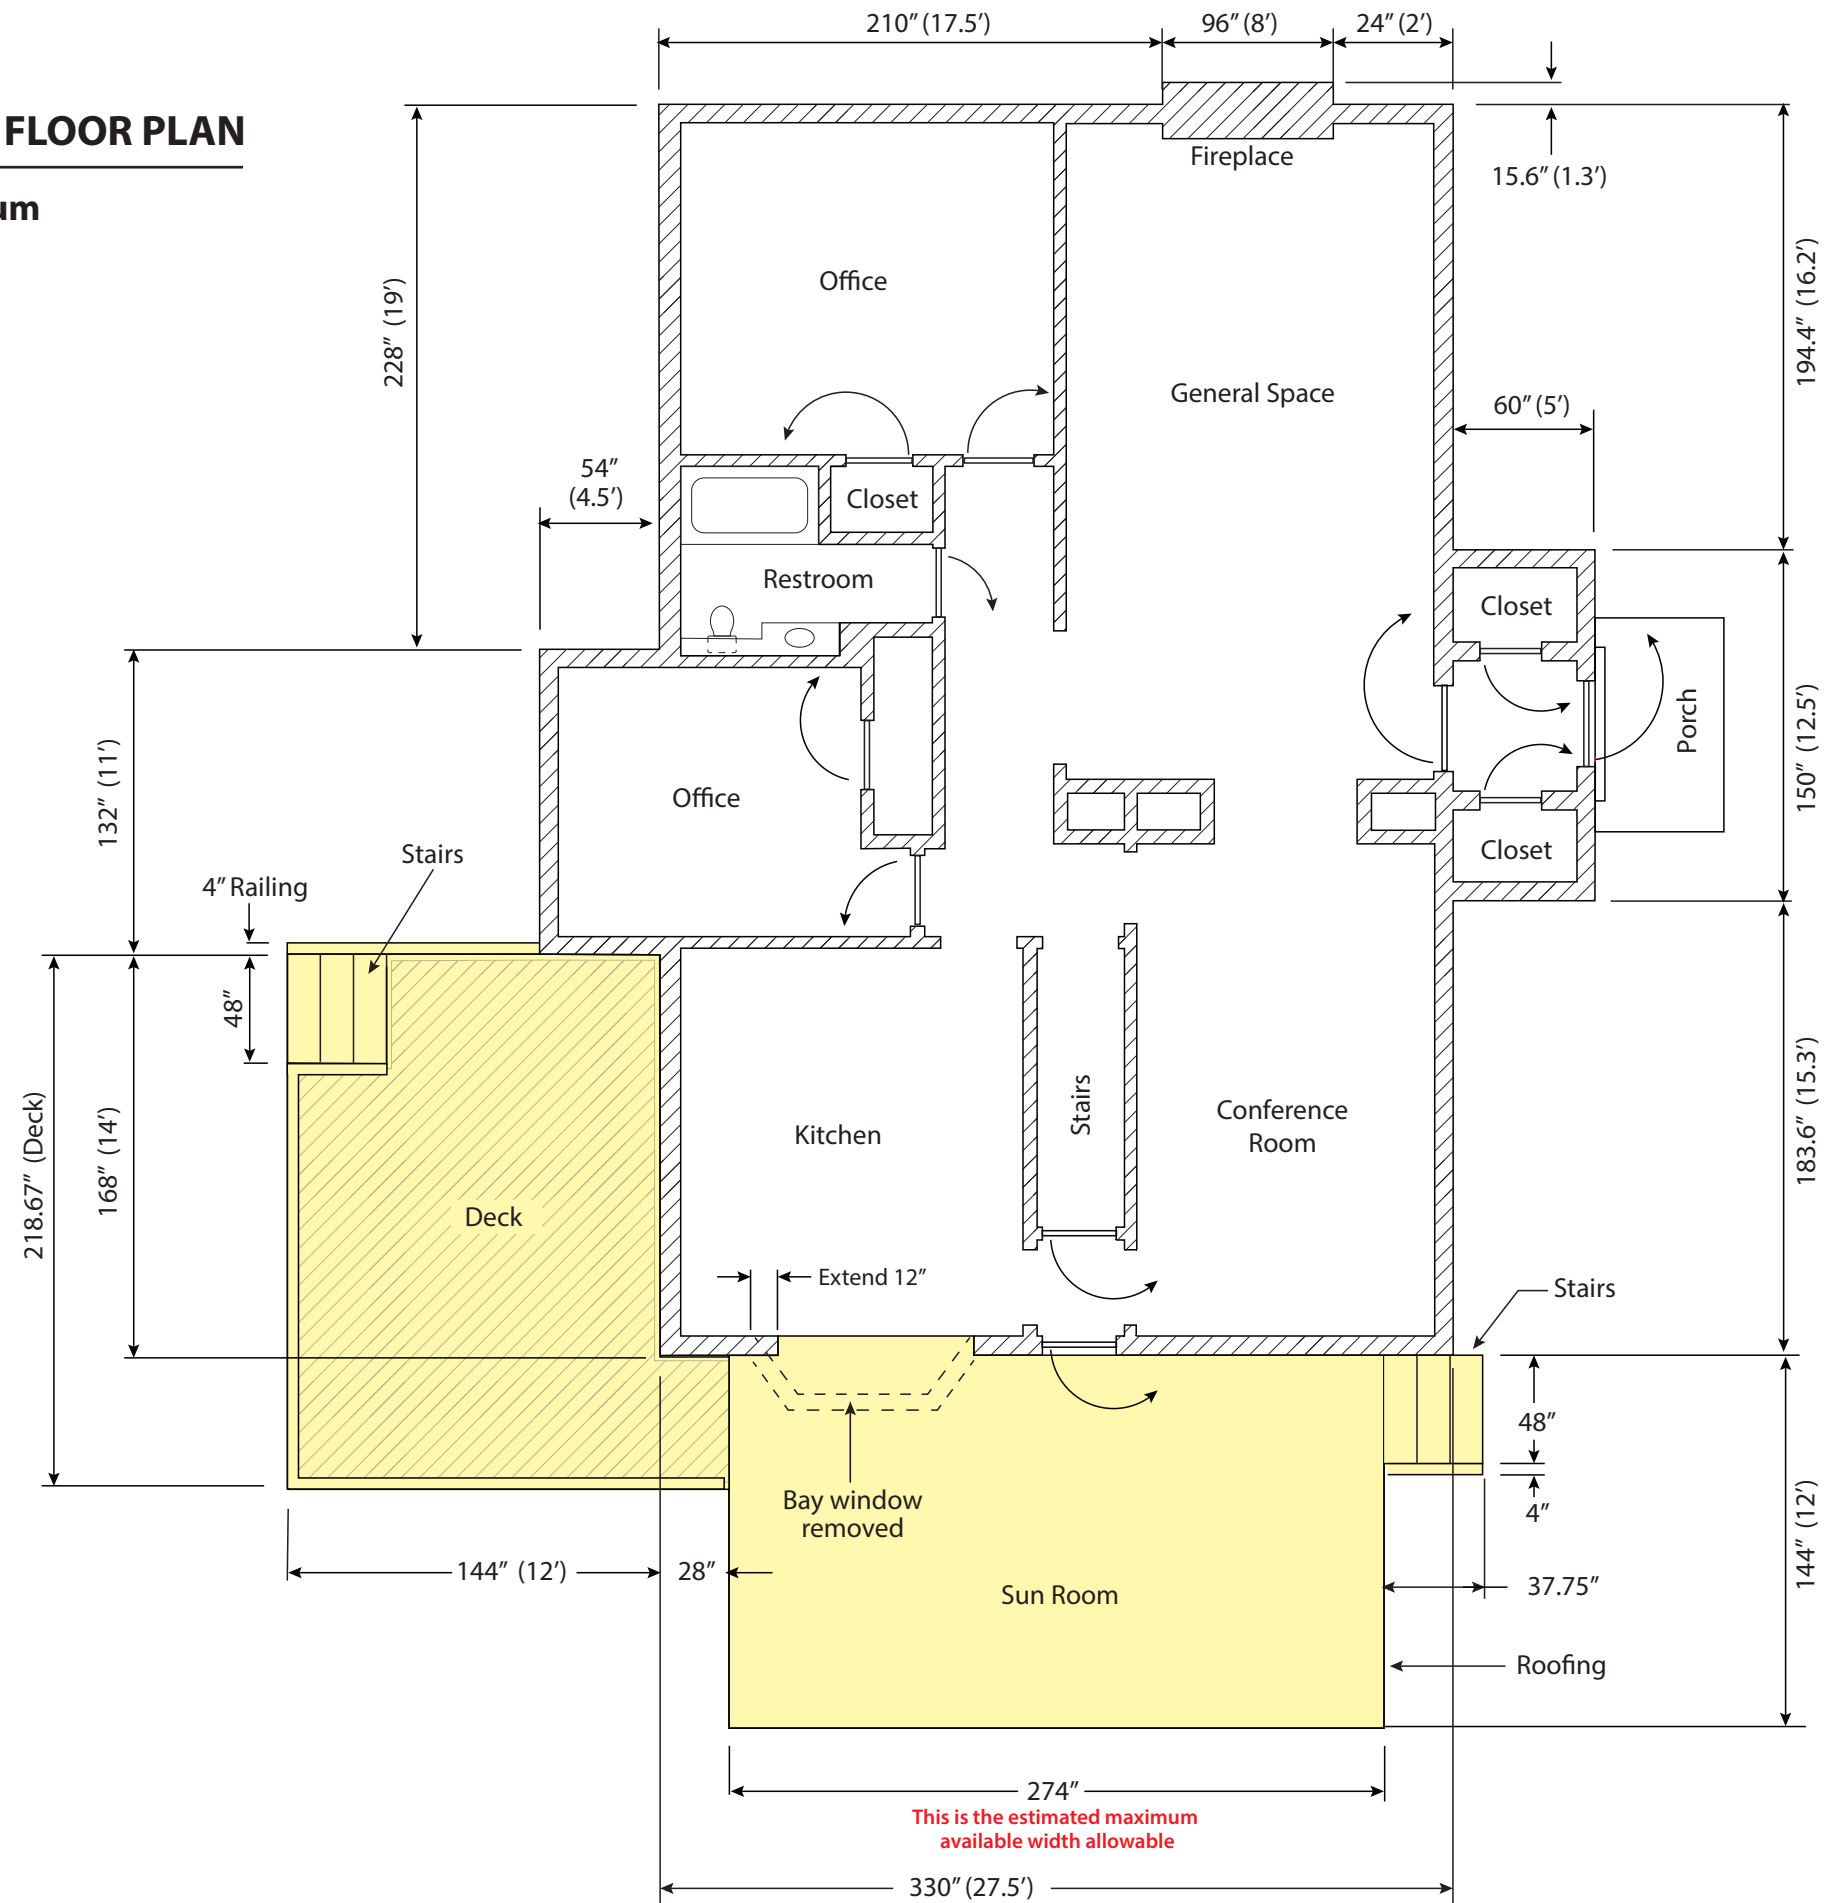 210” (17.5’)
96” (8’)
24” (2’)
FLOOR PLAN
Fireplace
15.6” (1.3’)
Office
228” (19’)
194.4” (16.2’)
General Space
60” (5’)
54”
(4.5’)
Closet
Restroom
Closet
Porch
150” (12.5’)
132” (11’)
Office
Closet
Stairs
4” Railing
48”
Stairs
Conference
Room
Kitchen
183.6” (15.3’)
218.67” (Deck)
168” (14’)
Deck
Extend 12”
Stairs
48”
4”
Bay window
removed
144” (12’)
144” (12’)
28”
Sun Room
37.75”
Roofing
274”
This is the estimated maximum
available width allowable
330” (27.5’)